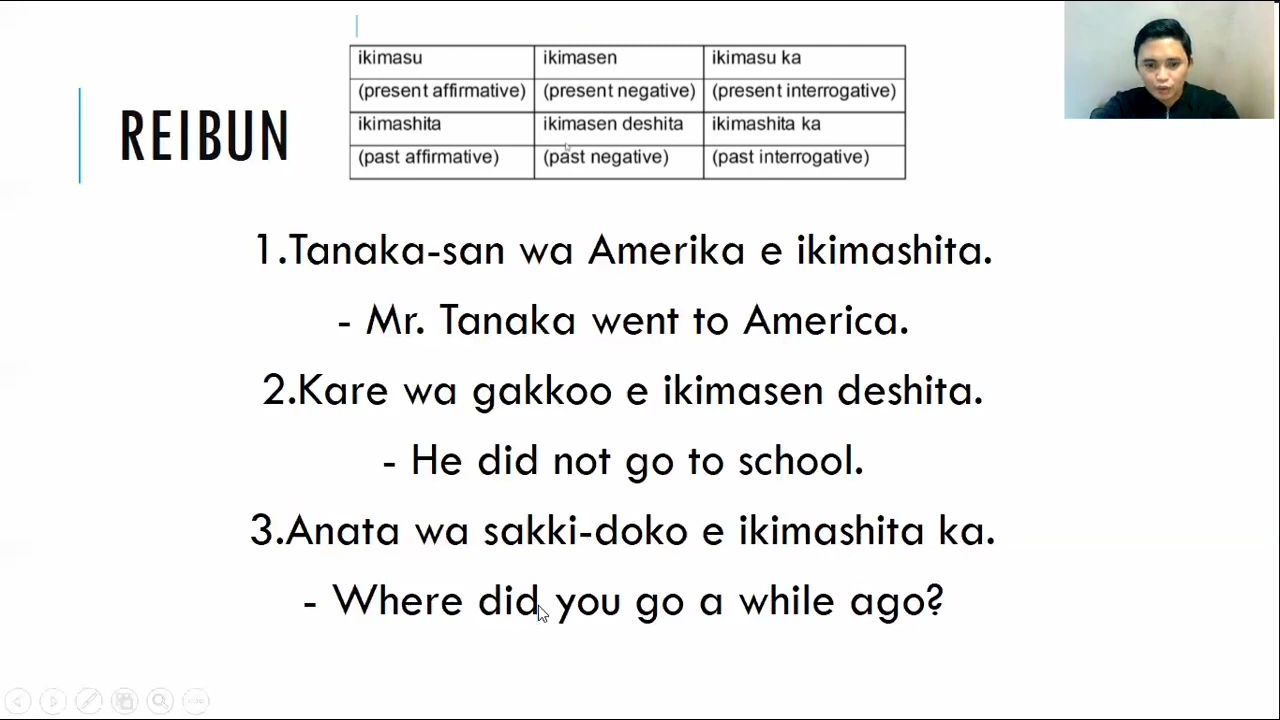 REIBUN
ikimasu ikimasen ikimasu ka
(present affirmative) (present negative) (present interrogative)
ikimashita ikimasen deshita ikimashita ka
(past affirmative) (past negative) (past interrogative)
1.Tanaka-san wa Amerika e ikimashita.
- Mr. Tanaka went to America.
2.Kare wa gakkoo e ikimasen deshita.
- He did not go to school.
3.Anata wa sakki-doko e ikimashita ka.
- Where did you go a while ago?